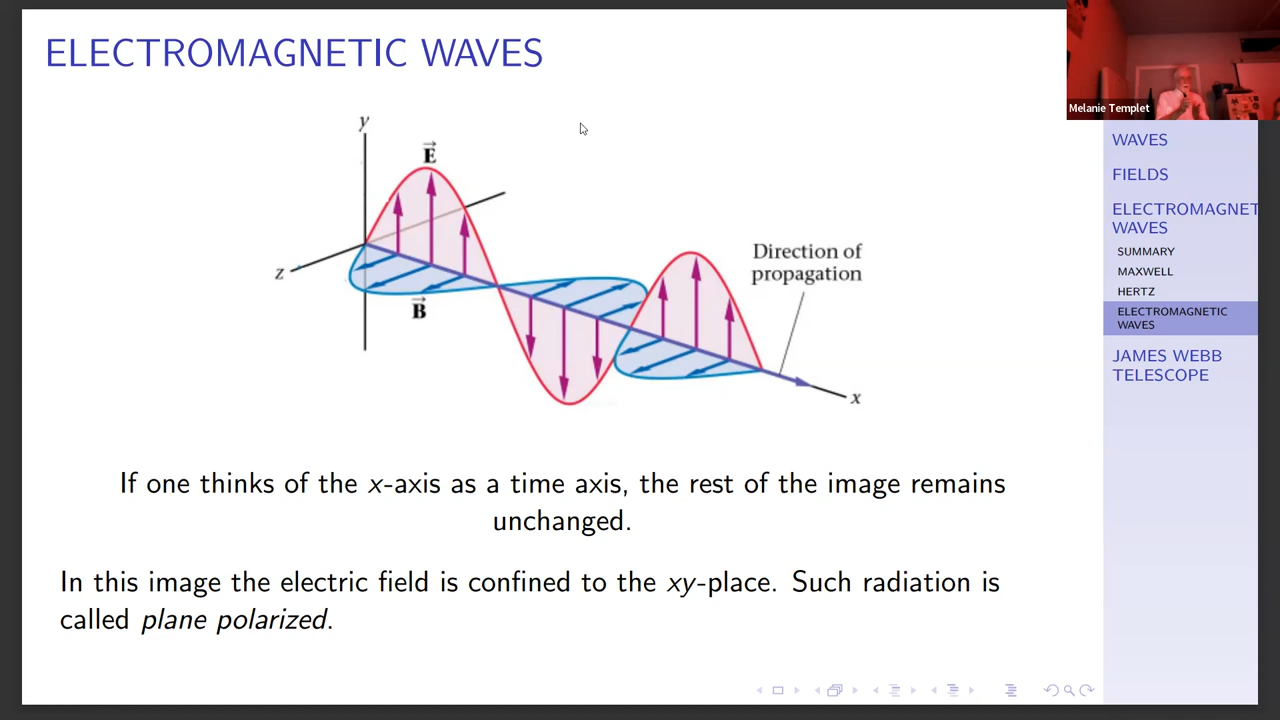 ELECTROMAGNETIC WAVES
Melanie Templet
y
E
z
B
Direction of
propagation
x
If one thinks of the x-axis as a time axis, the rest of the image remains
unchanged.
In this image the electric field is confined to the xy-place. Such radiation is
called plane polarized.
WAVES
FIELDS
ELECTROMAGNET
WAVES
SUMMARY
MAXWELL
HERTZ
ELECTROMAGNETIC
WAVES
JAMES WEBB
TELESCOPE